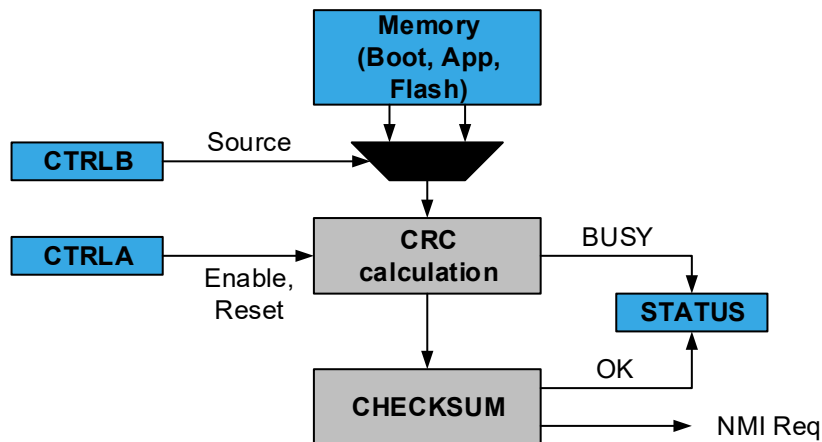 Memory
(Boot, App,
Flash)
Source
CTRLB
CTRLA
Enable,
Reset
CRC
calculation
BUSY
STATUS
OK
CHECKSUM
NMI Req